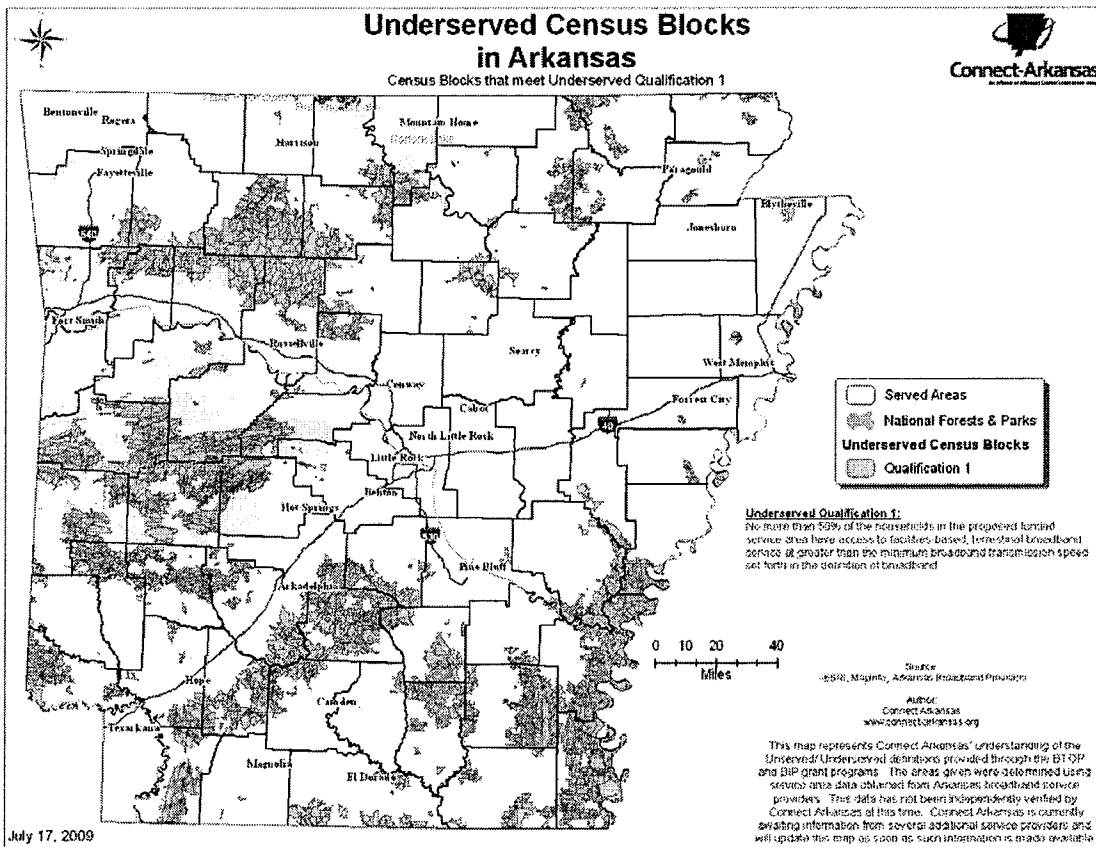 Underserved Census Blocks
in Arkansas
Census Blocks that meet Underserved Qualification 1
Connect-Arkansas
Bentonville
Rogers
Mountain Home
Harrison
Springdale
Fayetteville
Paragould
Blytheville
Jonesboro
540
Fort Smith
Russellville
Searcy
West Memphis
Conway
Forrest City
Cabot
40
North Little Rock
Little Rock
Benton
Hot Springs
Pine Bluff
Arkadelphia
Hope
Camden
Texarkana
Magnolia
El Dorado
Served Areas
National Forests & Parks
Underserved Census Blocks
Qualification 1
Underserved Qualification 1:
No more than 50% of the households in the proposed funded
service area have access to facilities-based, terrestrial broadband
service at greater than the minimum broadband transmission speed
set forth in the definition of broadband
0 10 20 40
Miles
Source
Arkansas Broadband Providers
Author:
Connect Arkansas
www.connectarkansas.org
This map represents Connect Arkansas' understanding of the
Unserved/Underserved definitions provided through the BTOP
and BIP grant programs. The areas given were determined using
service area data obtained from Arkansas broadband service
providers. This data has not been independently verified by
Connect Arkansas at this time. Connect Arkansas is currently
awaiting information from several additional service providers and
will update this map as soon as such information is made available
July 17, 2009